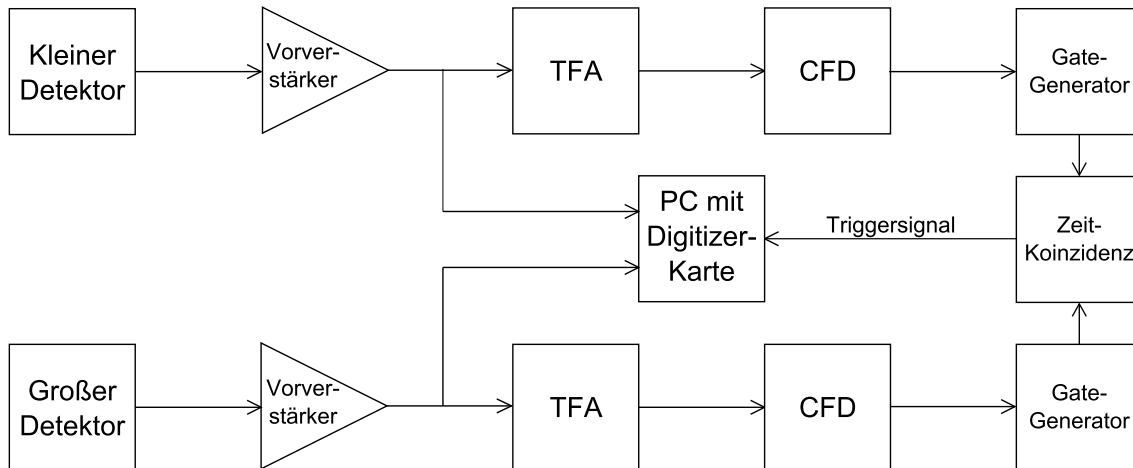 Kleiner
Detektor
Vorver-
stärker
TFA
CFD
Gate-
Generator
PC mit
Digitizer-
Karte
Triggersignal
Zeit-
Koinzidenz
Großer
Detektor
Vorver-
stärker
TFA
CFD
Gate-
Generator